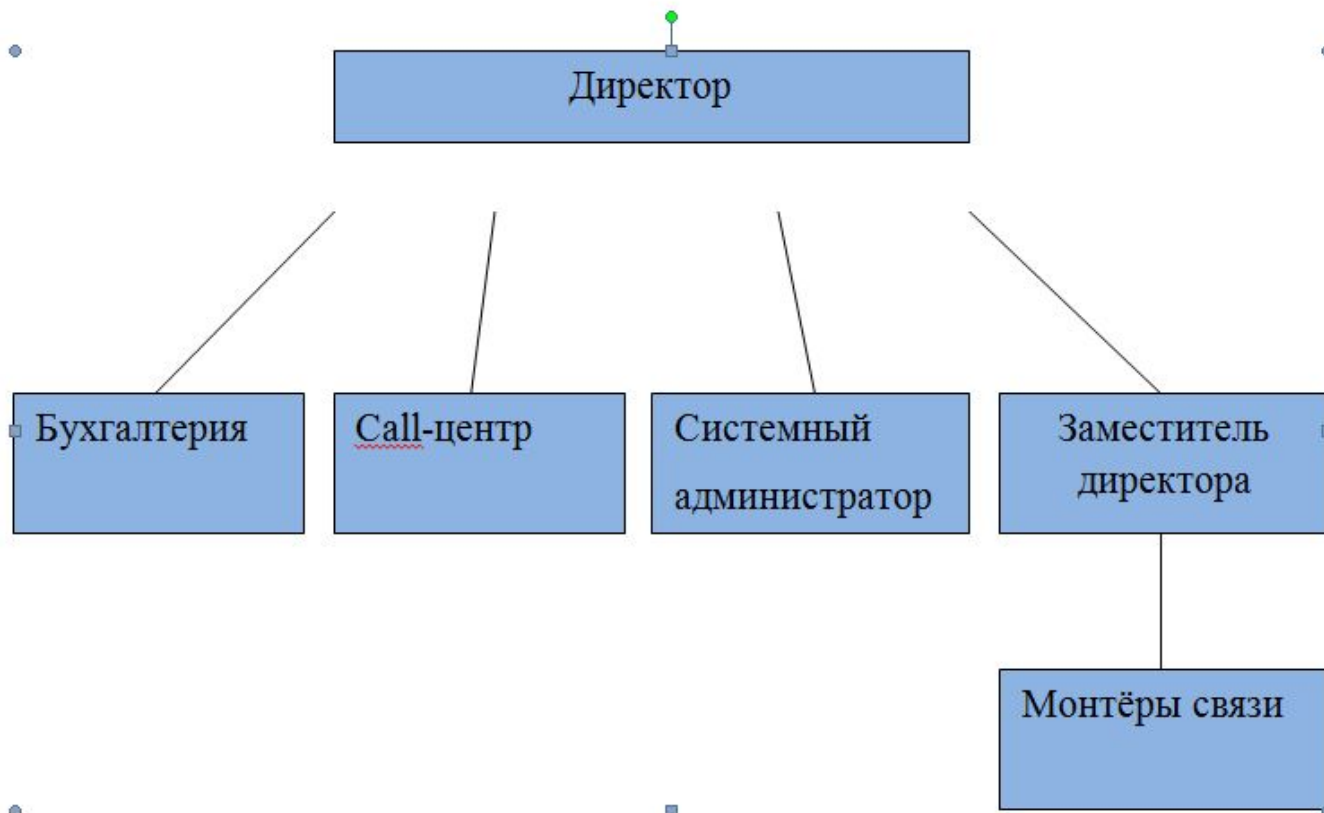 Директор
Бухгалтерия
Call-центр
Системный
администратор
Заместитель
директора
Монтёры связи